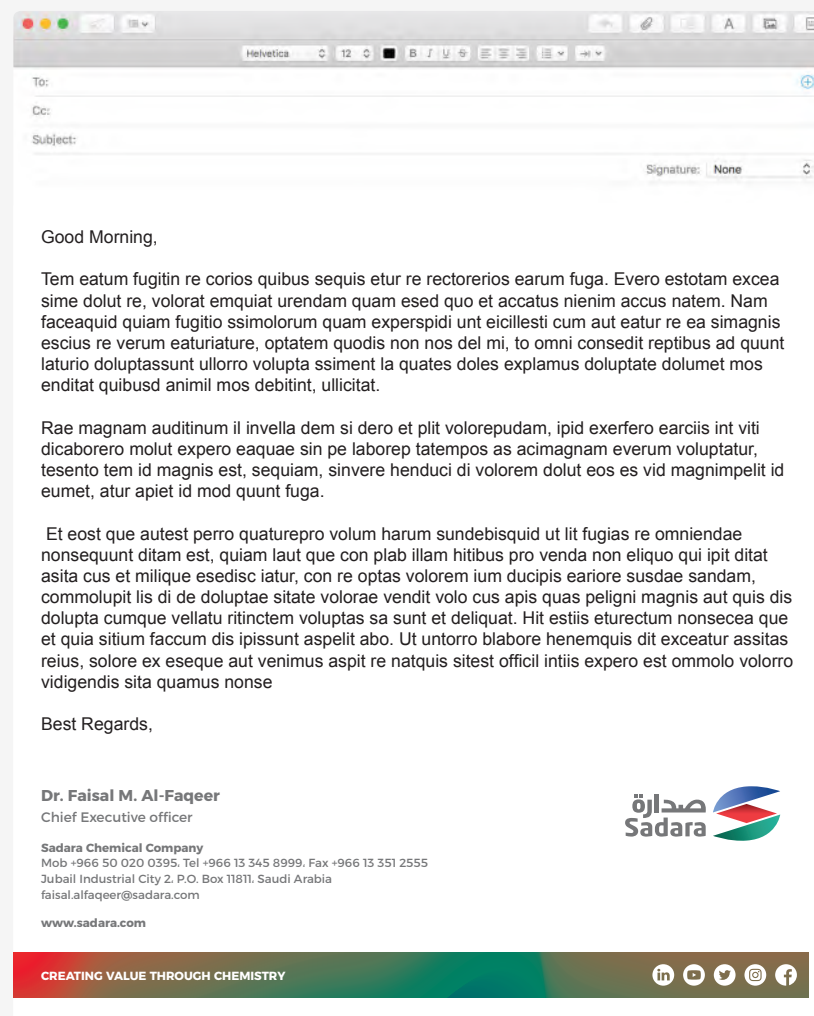 Helvetica 12 B I U S
A
To:
Cc:
Subject:
Signature: None
Good Morning,
Tem eatum fugitin re corios quibus sequis etur re rectorerios earum fuga. Evero estotam excea
sime dolut re, volorat emquiat urendam quam esed quo et accatus nienim accus natem. Nam
faceaquid quiam fugitio ssimolorum quam experspidi unt eicillesti cum aut eatur re ea simagnis
escius re verum eaturiature, optatem quodis non nos del mi, to omni consedit reptibus ad quunt
laturio doluptassunt ullorro volupta ssiment la quates doles explamus doluptate dolumet mos
enditat quibusd animil mos debitint, ullicitat.
Rae magnam auditinum il invella dem si dero et plit volorepudam, ipid exerfero earciis int viti
dicaborero molut expero eaquae sin pe laborep tatempos as acimagnam everum voluptatur,
tesento tem id magnis est, sequiam, sinvere henduci di volorem dolut eos es vid magnimpelit id
eumet, atur apiet id mod quunt fuga.
Et eost que autest perro quaturepro volum harum sundebisquid ut lit fugias re omniendae
nonsequunt ditam est, quiam laut que con plab illam hitibus pro venda non eliquo qui ipit ditat
asita cus et milique esedisc iatur, con re optas volorem ium ducipis eariore susdae sandam,
commolupit lis di de doluptae sitate volorae vendit volo cus apis quas peligni magnis aut quis dis
dolupta cumque vellatu ritinctem voluptas sa sunt et deliquat. Hit estiis eturectum nonsecea que
et quia sitium faccum dis ipissunt aspelit abo. Ut untorro blabore henemquis dit exceatur assitas
reius, solore ex eseque aut venimus aspit re natquis sitest officil intiis expero est ommolo volorro
vidigendis sita quamus nonse
Best Regards,
Dr. Faisal M. Al-Faqeer
Chief Executive officer
Sadara Chemical Company
Mob +966 50 020 0395. Tel +966 13 345 8999. Fax +966 13 351 2555
Jubail Industrial City 2. P.O. Box 11811. Saudi Arabia
faisal.alfaqeer@sadara.com
www.sadara.com
صدارة
Sadara
CREATING VALUE THROUGH CHEMISTRY